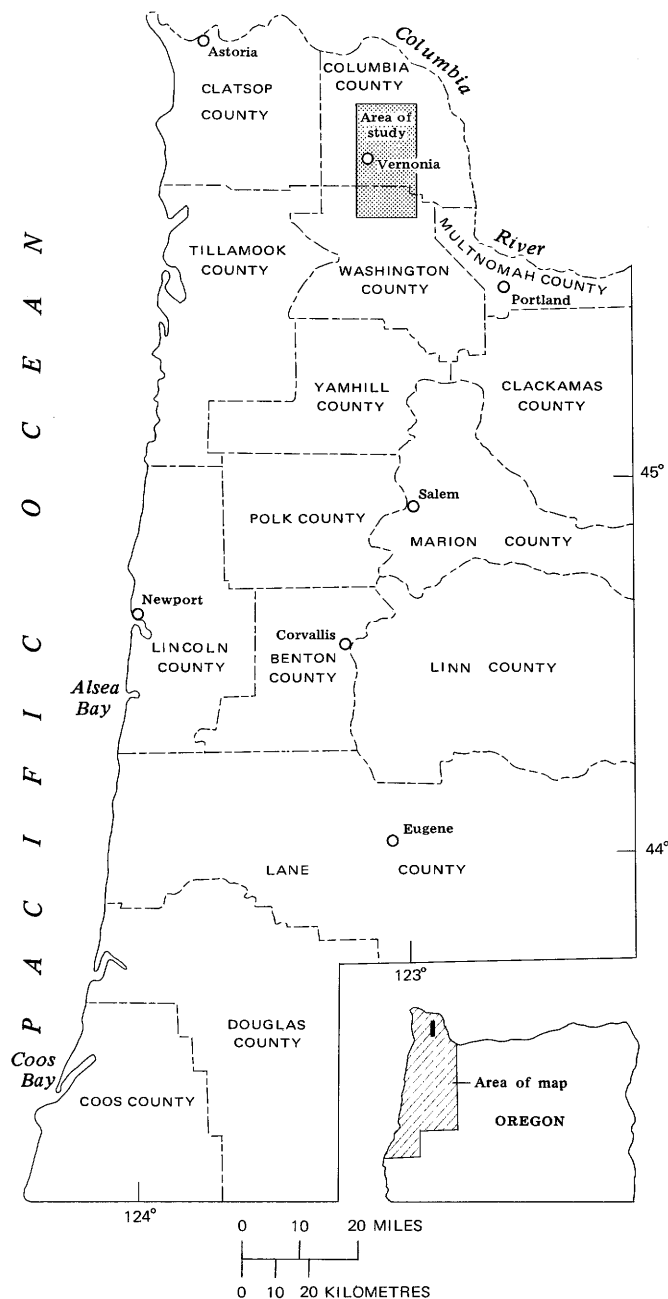 Astoria
Columbia
COLUMBIA
COUNTY
CLATSOP
COUNTY
Area of
study
Vernonia
River
MULTNOMAH COUNTY
TILLAMOOK
COUNTY
WASHINGTON
COUNTY
Portland
YAMHILL
COUNTY
CLACKAMAS
COUNTY
PACIFIC OCEAN
45°
Salem
POLK COUNTY
MARION COUNTY
Newport
Corvallis
LINCOLN
COUNTY
BENTON
COUNTY
LINN COUNTY
Alsea
Bay
Eugene
44°
LANE COUNTY
123°
DOUGLAS
COUNTY
Coos
Bay
COOS COUNTY
Area of map
OREGON
124°
0 10 20 MILES
0 10 20 KILOMETRES